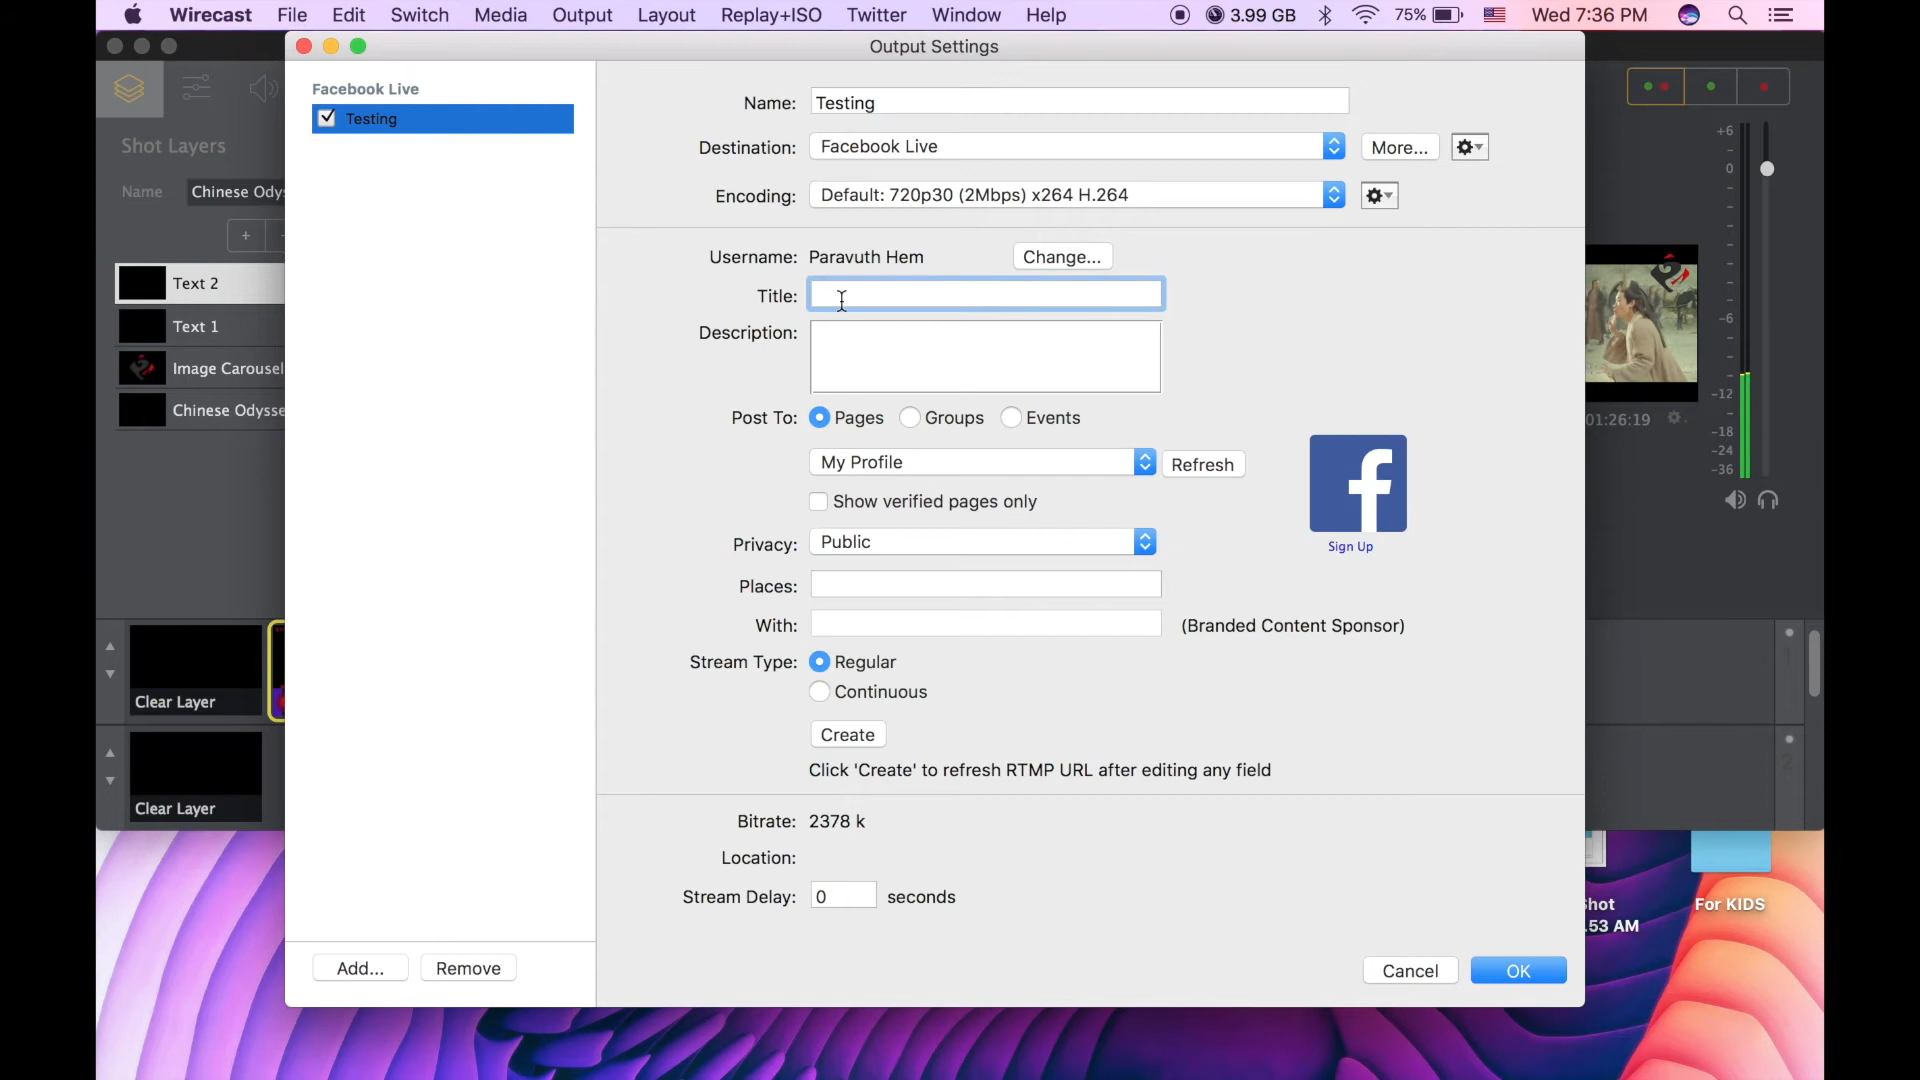 Wirecast File Edit Switch Media Output Layout Replay+ISO Twitter Window Help 3.99 GB 75% Wed 7:36 PM
Output Settings
Facebook Live
Testing
Name: Testing
Destination: Facebook Live More...
Encoding: Default: 720p30 (2Mbps) x264 H.264
Username: Paravuth Hem Change...
Title:
Description:
Post To: Pages Groups Events
My Profile Refresh
Show verified pages only
Privacy: Public
Sign Up
Places:
With: (Branded Content Sponsor)
Stream Type: Regular
Continuous
Create
Click 'Create' to refresh RTMP URL after editing any field
Bitrate: 2378 k
Location:
Stream Delay: 0 seconds
Add... Remove
Cancel OK
Shot Layers
Name Chinese Ody
Text 2
Text 1
Image Carousel
Chinese Odysse
Clear Layer
Clear Layer
+6
0
-6
-12
-18
-24
-36
01:26:19
1
2
Shot
.53 AM
For KIDS